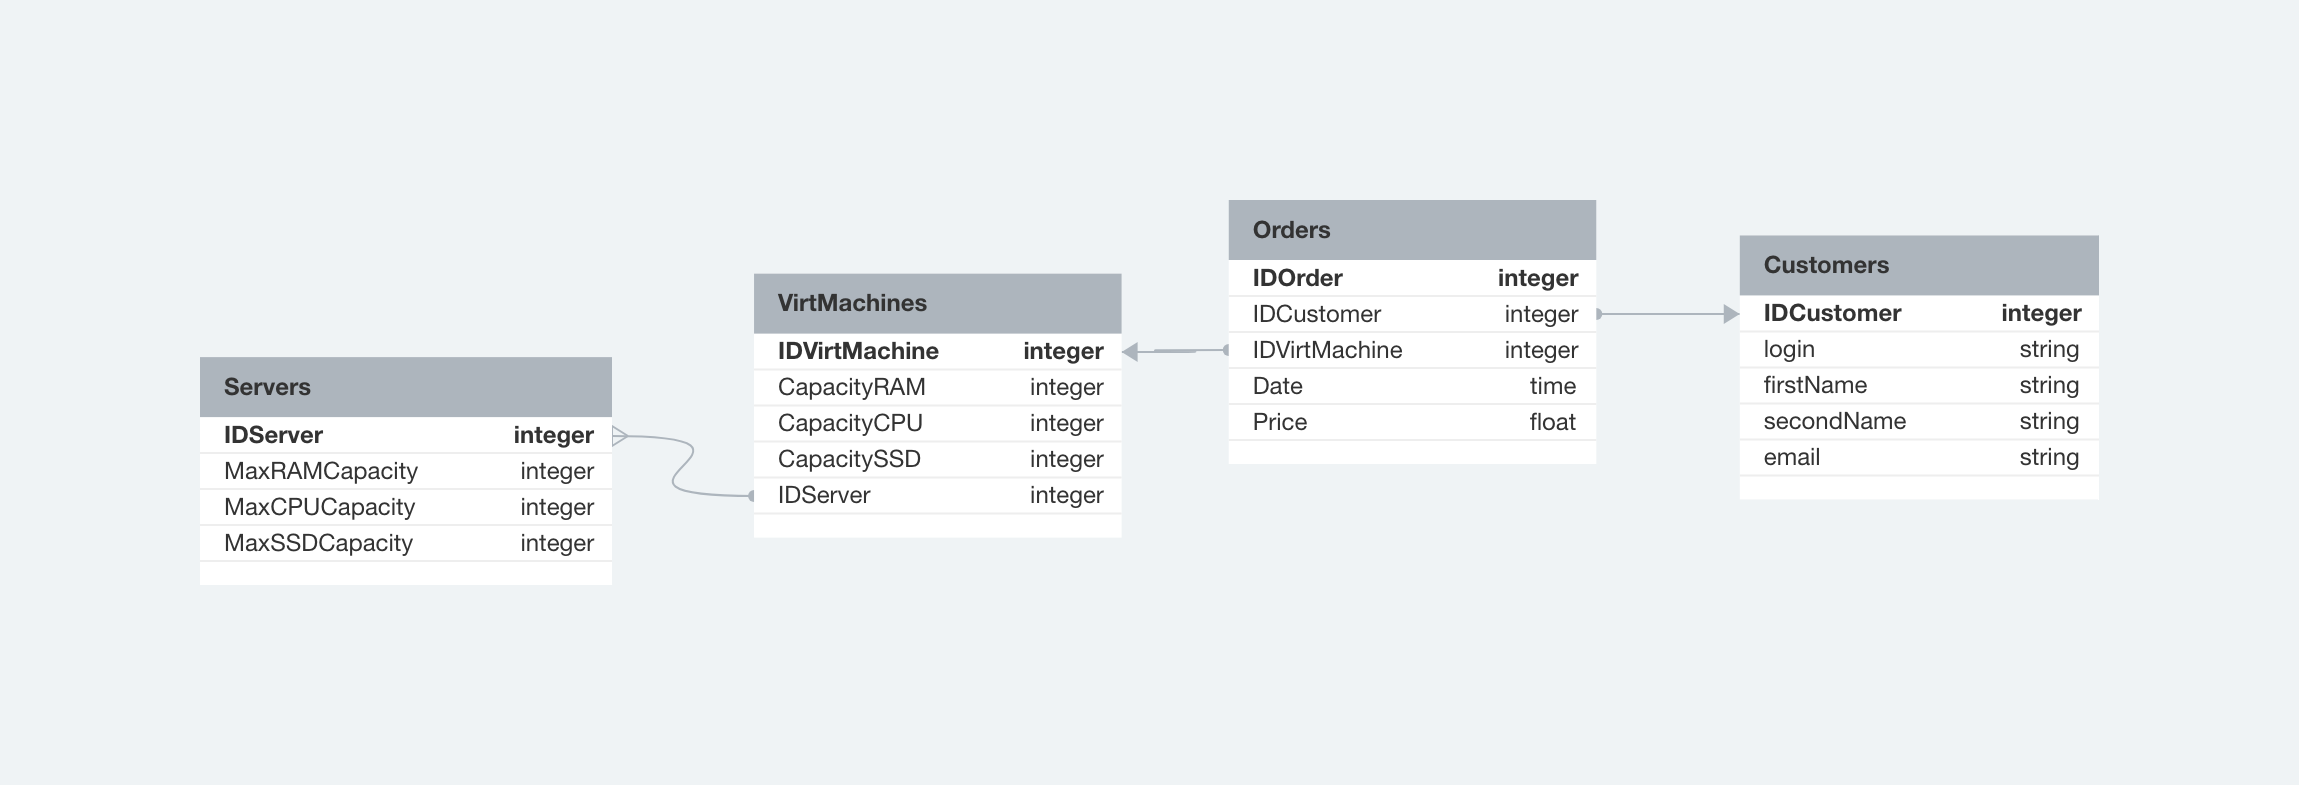 Servers
IDServer integer
MaxRAMCapacity integer
MaxCPUCapacity integer
MaxSSDCapacity integer
VirtMachines
IDVirtMachine integer
CapacityRAM integer
CapacityCPU integer
CapacitySSD integer
IDServer integer
Orders
IDOrder integer
IDCustomer integer
IDVirtMachine integer
Date time
Price float
Customers
IDCustomer integer
login string
firstName string
secondName string
email string